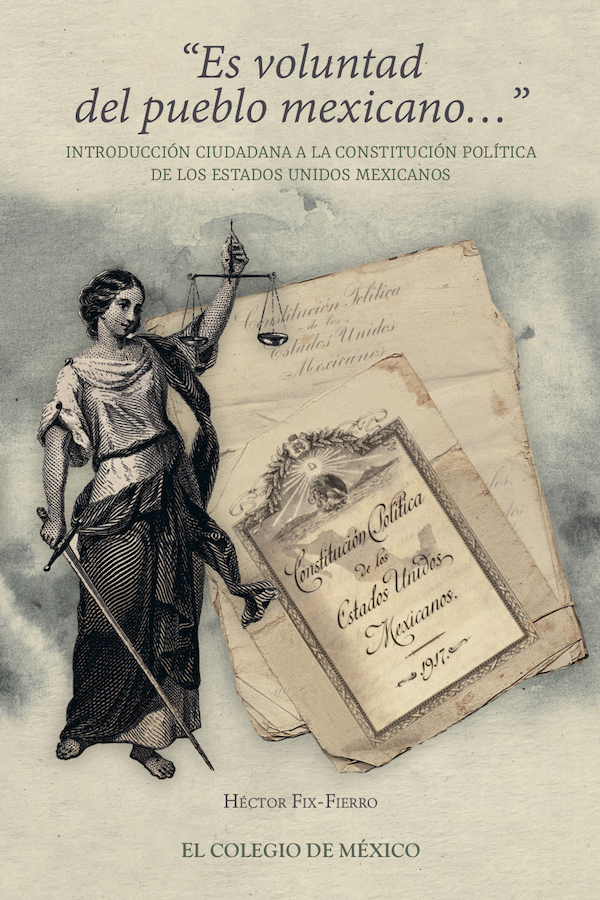 “Es voluntad
del pueblo mexicano...”
INTRODUCCIÓN CIUDADANA A LA CONSTITUCIÓN POLÍTICA
DE LOS ESTADOS UNIDOS MEXICANOS
Constitución Política
de los
Estados Unidos
Mexicanos
Constitución Política
de los
Estados Unidos
Mexicanos.
1917.
Héctor Fix-Fierro
EL COLEGIO DE MÉXICO